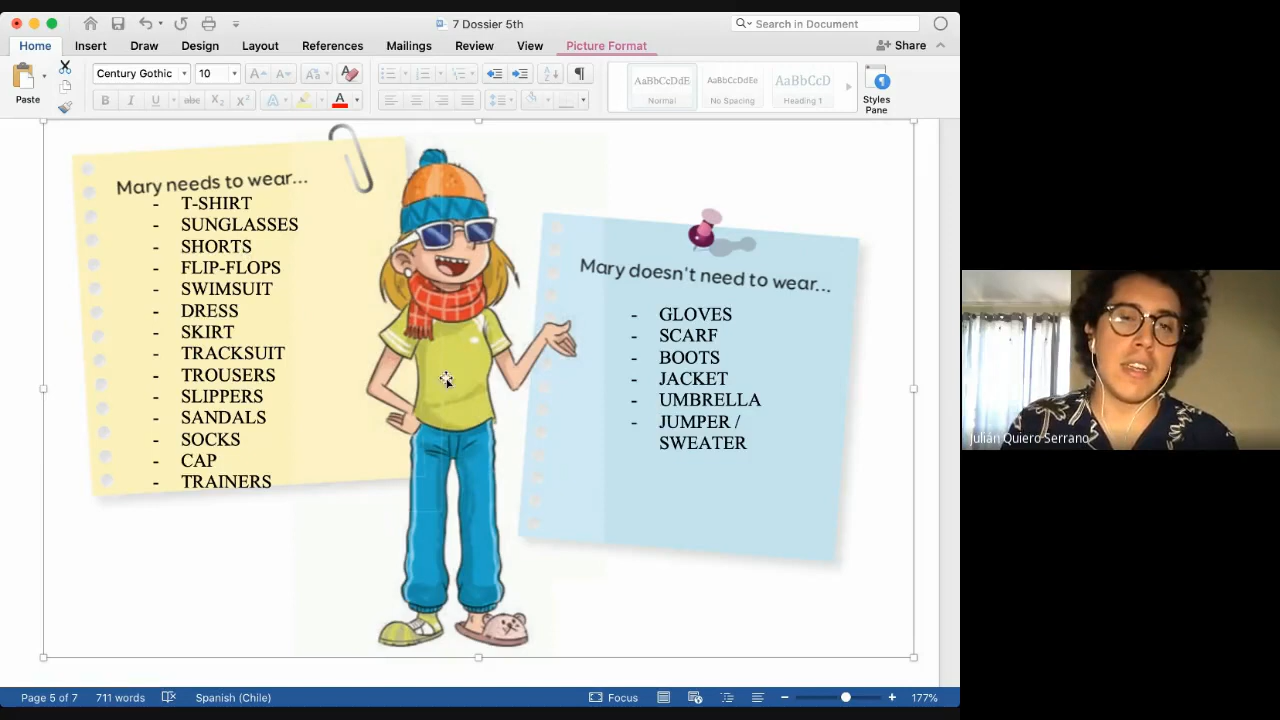 7 Dossier 5th
Search in Document
Home
Insert
Draw
Design
Layout
References
Mailings
Review
View
Picture Format
Share
Paste
Century Gothic
10
AaBbCcDdE
Normal
AaBbCcDdEe
No Spacing
AaBbCcD
Heading 1
Styles
Pane
Mary needs to wear...
- T-SHIRT
- SUNGLASSES
- SHORTS
- FLIP-FLOPS
- SWIMSUIT
- DRESS
- SKIRT
- TRACKSUIT
- TROUSERS
- SLIPPERS
- SANDALS
- SOCKS
- CAP
- TRAINERS
Mary doesn't need to wear...
- GLOVES
- SCARF
- BOOTS
- JACKET
- UMBRELLA
- JUMPER /
SWEATER
Julián Quiero Serrano
Page 5 of 7
711 words
Spanish (Chile)
Focus
177%